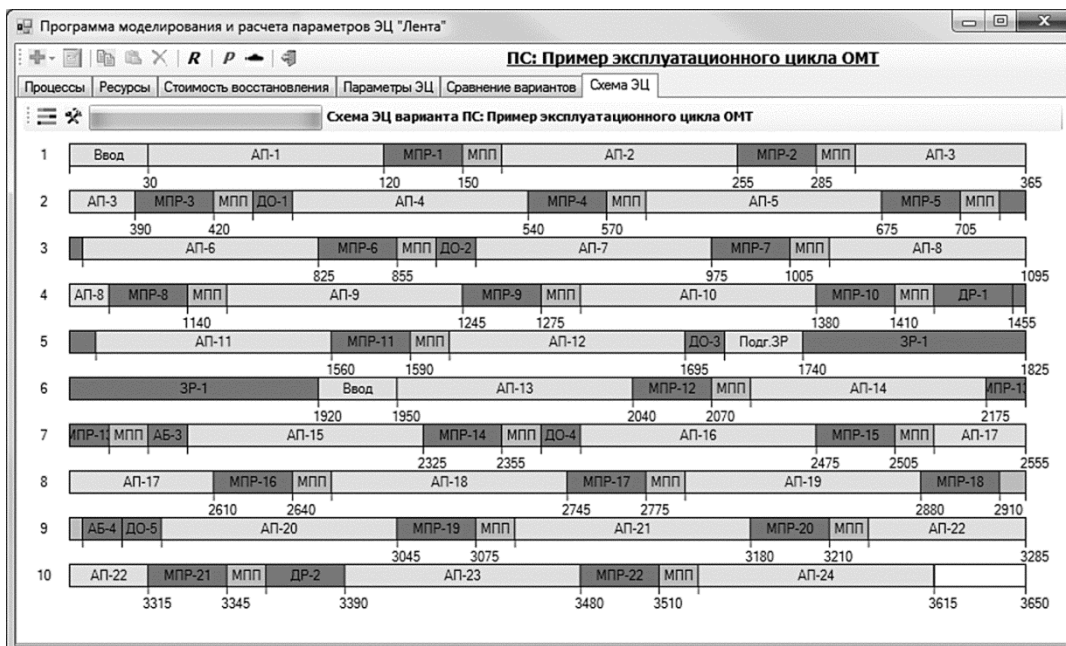 Программа моделирования и расчета параметров ЭЦ "Лента"
R P ПС: Пример эксплуатационного цикла ОМТ
Процессы Ресурсы Стоимость восстановления Параметры ЭЦ Сравнение вариантов Схема ЭЦ
Схема ЭЦ варианта ПС: Пример эксплуатационного цикла ОМТ
1 Ввод АП-1 МПР-1 МПП АП-2 МПР-2 МПП АП-3
30 120 150 255 285 365
2 АП-3 МПР-3 МПП ДО-1 АП-4 МПР-4 МПП АП-5 МПР-5 МПП
390 420 540 570 675 705
3 АП-6 МПР-6 МПП ДО-2 АП-7 МПР-7 МПП АП-8
825 855 975 1005 1095
4 АП-8 МПР-8 МПП АП-9 МПР-9 МПП АП-10 МПР-10 МПП ДР-1
1140 1245 1275 1380 1410 1455
5 АП-11 МПР-11 МПП АП-12 ДО-3 Подг.ЗР ЗР-1
1560 1590 1695 1740 1825
6 ЗР-1 Ввод АП-13 МПР-12 МПП АП-14 МПР-13
1920 1950 2040 2070 2175
7 МПР-13 МПП АБ-3 АП-15 МПР-14 МПП ДО-4 АП-16 МПР-15 МПП АП-17
2325 2355 2475 2505 2555
8 АП-17 МПР-16 МПП АП-18 МПР-17 МПП АП-19 МПР-18
2610 2640 2745 2775 2880 2910
9 АБ-4 ДО-5 АП-20 МПР-19 МПП АП-21 МПР-20 МПП АП-22
3045 3075 3180 3210 3285
10 АП-22 МПР-21 МПП ДР-2 АП-23 МПР-22 МПП АП-24
3315 3345 3390 3480 3510 3615 3650